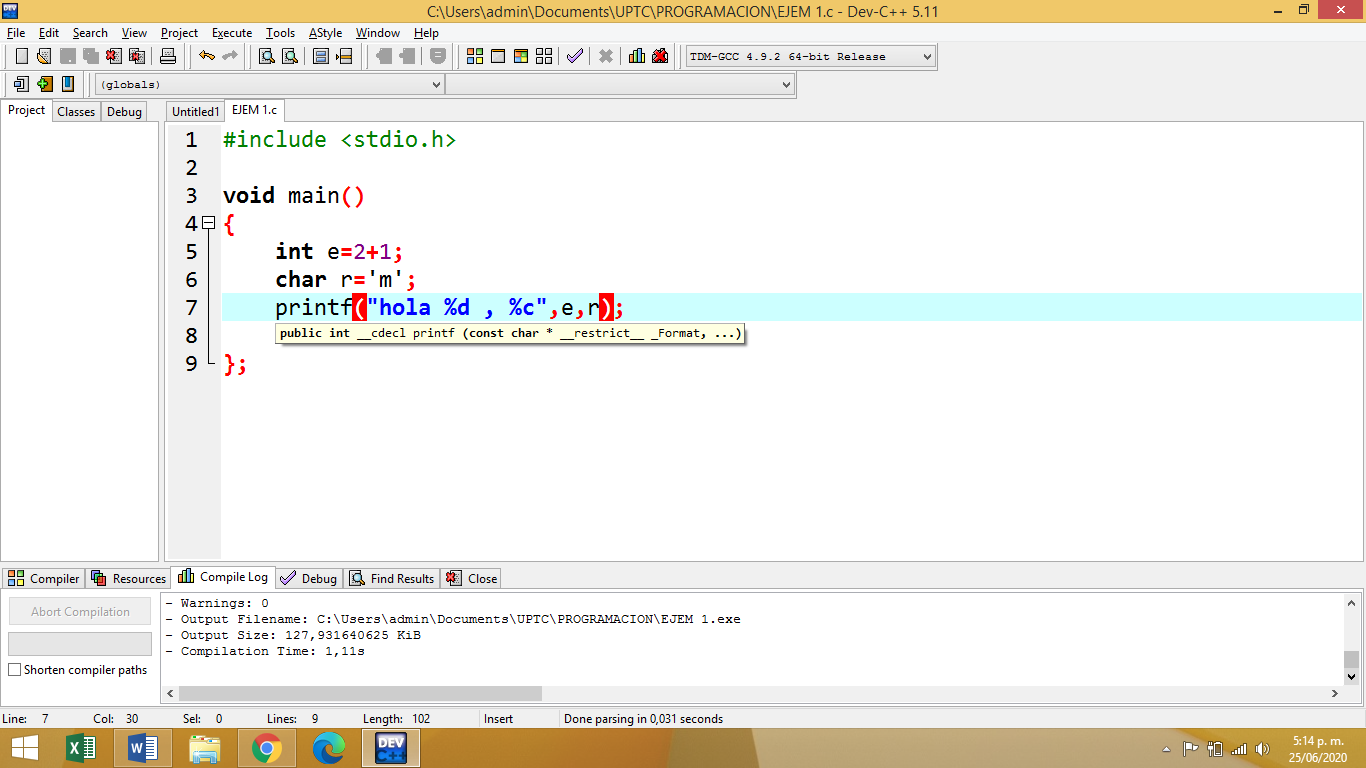 C:\Users\admin\Documents\UPTC\PROGRAMACION\EJEM 1.c - Dev-C++ 5.11
File Edit Search View Project Execute Tools AStyle Window Help
TDM-GCC 4.9.2 64-bit Release
(globals)
Project Classes Debug Untitled1 EJEM 1.c
1 #include <stdio.h>
2
3 void main()
4 {
5 int e=2+1;
6 char r='m';
7 printf("hola %d , %c",e,r);
8 public int __cdecl printf (const char * __restrict__ _Format, ...)
9 };
Compiler Resources Compile Log Debug Find Results Close
Abort Compilation
Shorten compiler paths
- Warnings: 0
- Output Filename: C:\Users\admin\Documents\UPTC\PROGRAMACION\EJEM 1.exe
- Output Size: 127,931640625 KiB
- Compilation Time: 1,11s
Line: 7 Col: 30 Sel: 0 Lines: 9 Length: 102 Insert Done parsing in 0,031 seconds
DEV C++
5:14 p. m.
25/06/2020